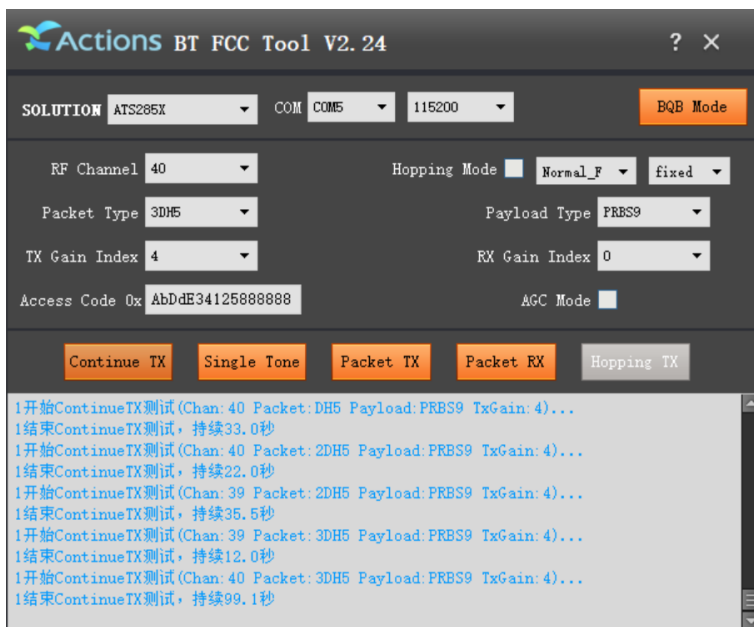 Actions BT FCC Tool V2.24 ? ×
SOLUTION ATS285X COM COM5 115200 BQB Mode
RF Channel 40 Hopping Mode Normal_F fixed
Packet Type 3DH5 Payload Type PRBS9
TX Gain Index 4 RX Gain Index 0
Access Code 0x AbDdE34125888888 AGC Mode
Continue TX Single Tone Packet TX Packet RX Hopping TX
1开始ContinueTX测试(Chan:40 Packet:DH5 Payload:PRBS9 TxGain:4)...
1结束ContinueTX测试，持续33.0秒
1开始ContinueTX测试(Chan:40 Packet:2DH5 Payload:PRBS9 TxGain:4)...
1结束ContinueTX测试，持续22.0秒
1开始ContinueTX测试(Chan:39 Packet:2DH5 Payload:PRBS9 TxGain:4)...
1结束ContinueTX测试，持续35.5秒
1开始ContinueTX测试(Chan:39 Packet:3DH5 Payload:PRBS9 TxGain:4)...
1结束ContinueTX测试，持续12.0秒
1开始ContinueTX测试(Chan:40 Packet:3DH5 Payload:PRBS9 TxGain:4)...
1结束ContinueTX测试，持续99.1秒